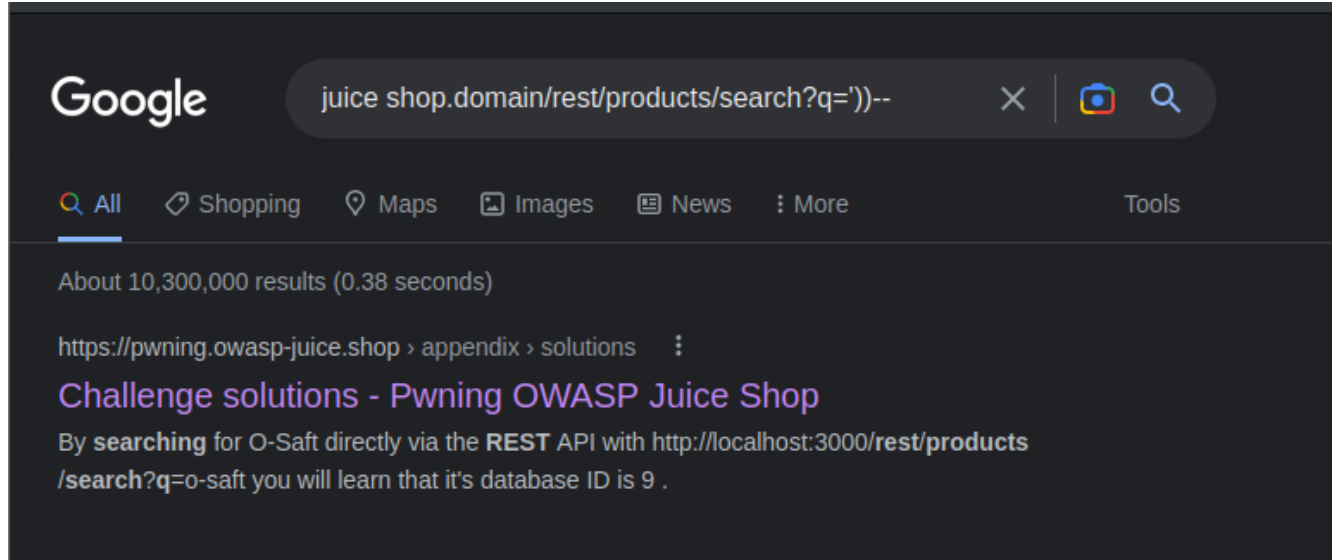 Google
juice shop.domain/rest/products/search?q='))--
All Shopping Maps Images News More Tools
About 10,300,000 results (0.38 seconds)
https://pwning.owasp-juice.shop › appendix › solutions
Challenge solutions - Pwning OWASP Juice Shop
By searching for O-Saft directly via the REST API with http://localhost:3000/rest/products
/search?q=o-saft you will learn that it's database ID is 9 .